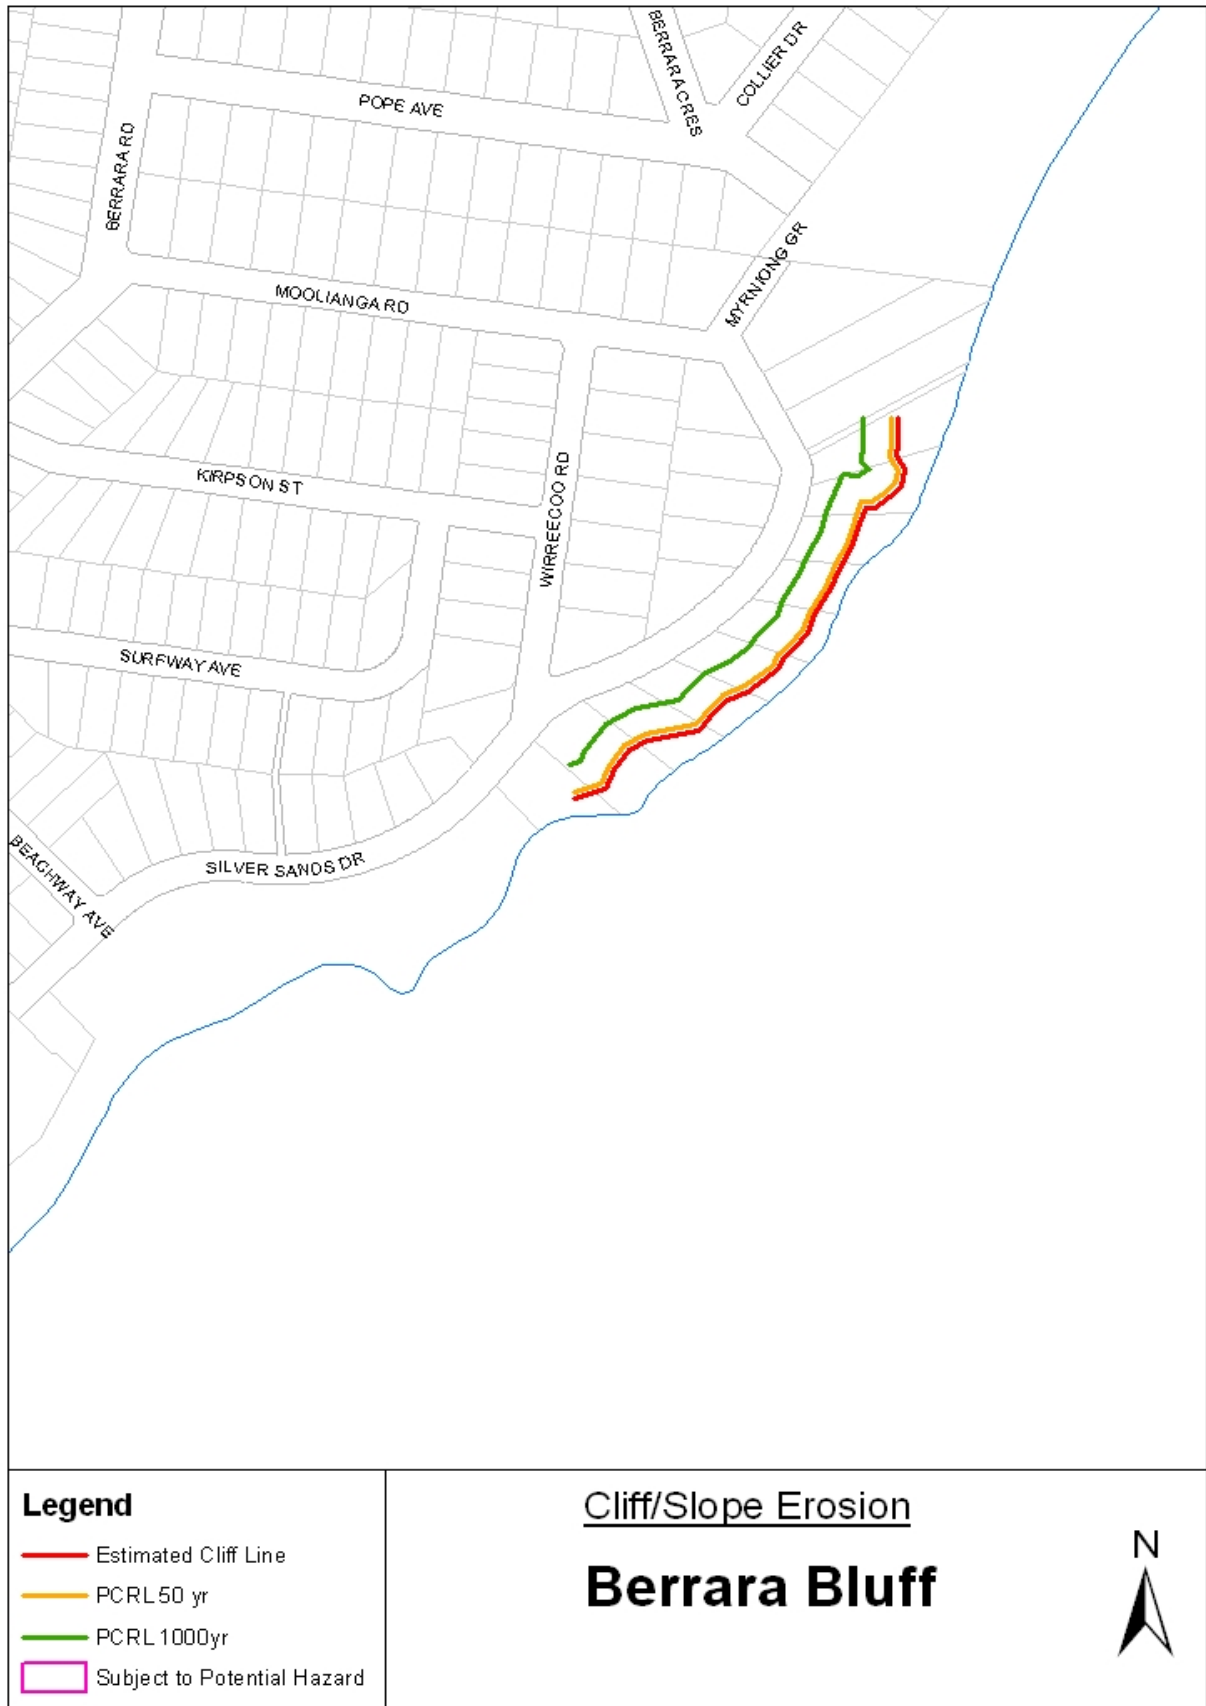 BERRARACRES
COLLIER DR
POPE AVE
BERRARA RD
MYRNIONG GR
MOOLIANGA RD
KIRPSON ST
WIRREECOO RD
SURFWAY AVE
SILVER SANDS DR
BEACHWAY AVE
Legend
Estimated Cliff Line
PCRL 50 yr
PCRL 1000yr
Subject to Potential Hazard
Cliff/Slope Erosion
Berrara Bluff
N